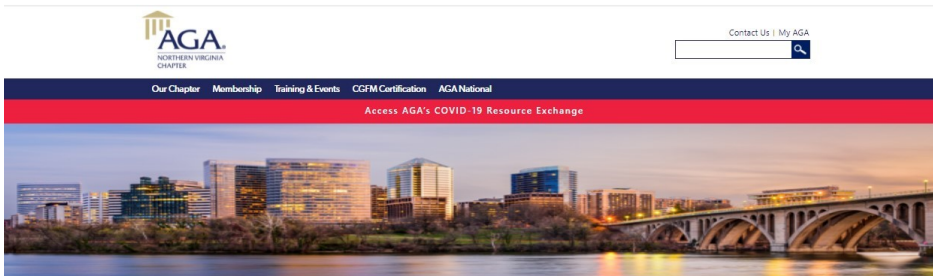 AGA.
NORTHERN VIRGINIA
CHAPTER
Contact Us | My AGA
Our Chapter Membership Training & Events CGFM Certification AGA National
Access AGA's COVID-19 Resource Exchange